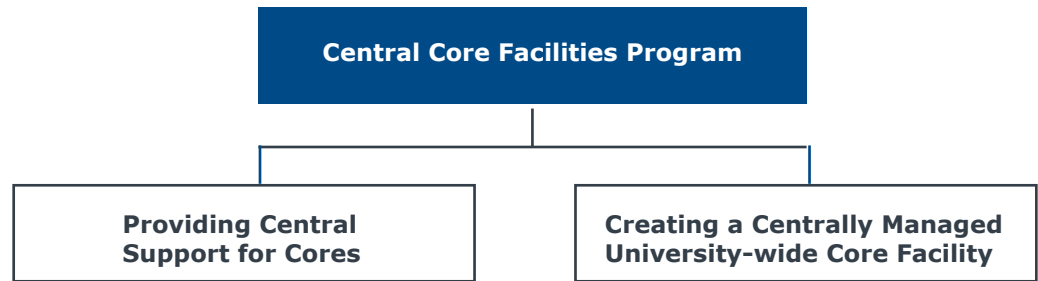 Central Core Facilities Program
Providing Central
Support for Cores
Creating a Centrally Managed
University-wide Core Facility